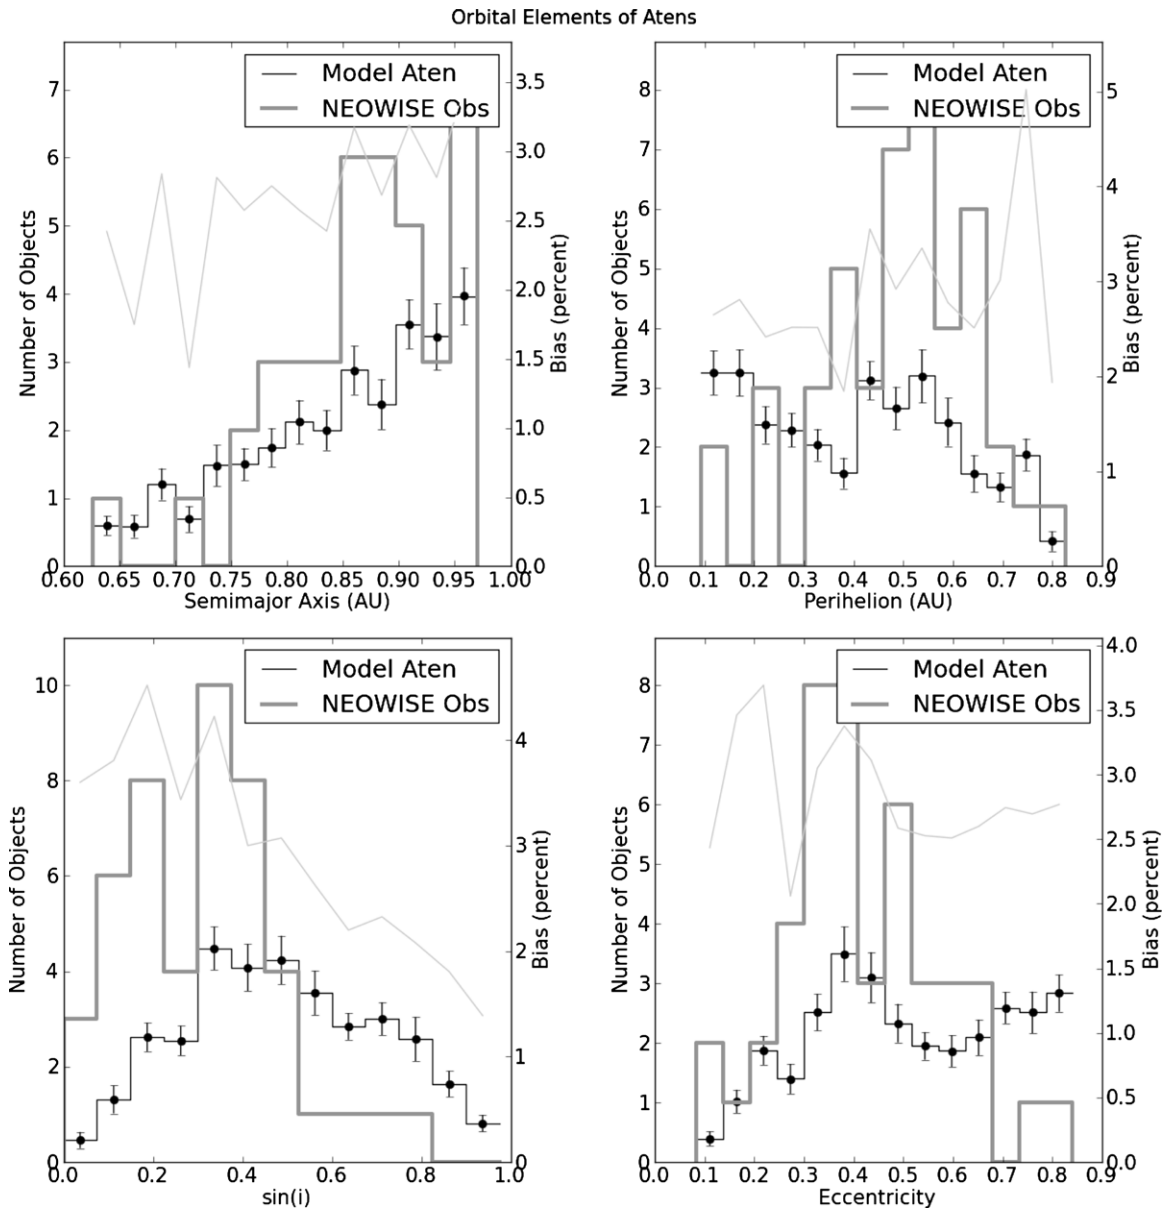 Orbital Elements of Atens
Model Aten
NEOWISE Obs
Number of Objects
Bias (percent)
0 1 2 3 4 5 6 7
0.0 0.5 1.0 1.5 2.0 2.5 3.0 3.5
0.60 0.65 0.70 0.75 0.80 0.85 0.90 0.95 1.00
Semimajor Axis (AU)
Model Aten
NEOWISE Obs
Number of Objects
Bias (percent)
0 1 2 3 4 5 6 7 8
0 1 2 3 4 5
0.0 0.1 0.2 0.3 0.4 0.5 0.6 0.7 0.8 0.9
Perihelion (AU)
Model Aten
NEOWISE Obs
Number of Objects
Bias (percent)
0 2 4 6 8 10
0 1 2 3 4
0.0 0.2 0.4 0.6 0.8 1.0
sin(i)
Model Aten
NEOWISE Obs
Number of Objects
Bias (percent)
0 1 2 3 4 5 6 7 8
0.0 0.5 1.0 1.5 2.0 2.5 3.0 3.5 4.0
0.0 0.1 0.2 0.3 0.4 0.5 0.6 0.7 0.8 0.9
Eccentricity